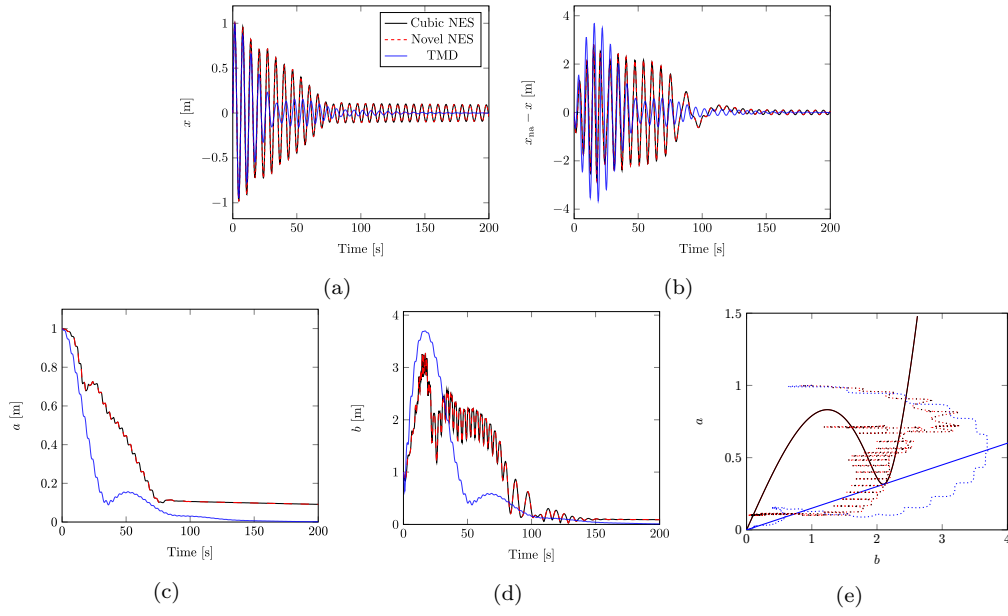 1
0.5
0
−0.5
−1
x [m]
0
50
100
150
200
Time [s]
Cubic NES
Novel NES
TMD
(a)
4
2
0
−2
−4
x_na − x [m]
0
50
100
150
200
Time [s]
(b)
1
0.8
0.6
0.4
0.2
0
a [m]
0
50
100
150
200
Time [s]
(c)
4
3
2
1
0
b [m]
0
50
100
150
200
Time [s]
(d)
1.5
1
0.5
0
a
0
1
2
3
4
b
(e)